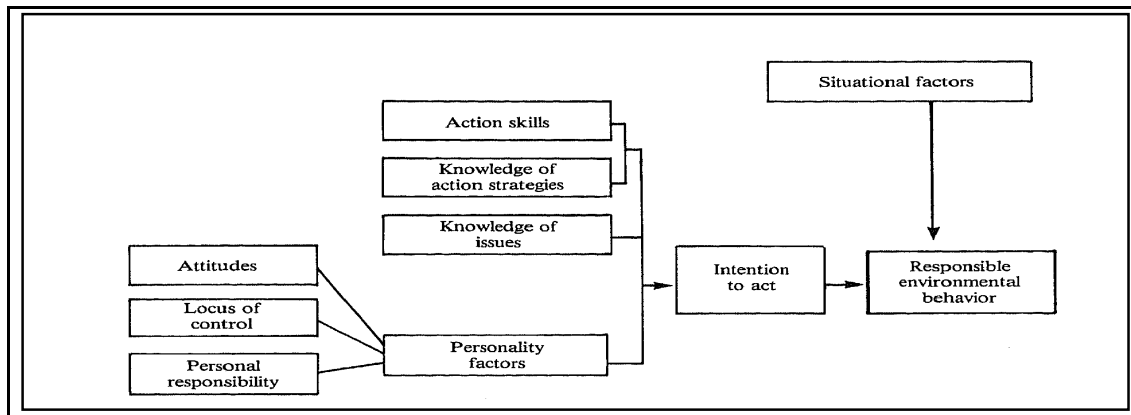 Situational factors
Action skills
Knowledge of
action strategies
Knowledge of
issues
Attitudes
Locus of
control
Personal
responsibility
Personality
factors
Intention
to act
Responsible
environmental
behavior